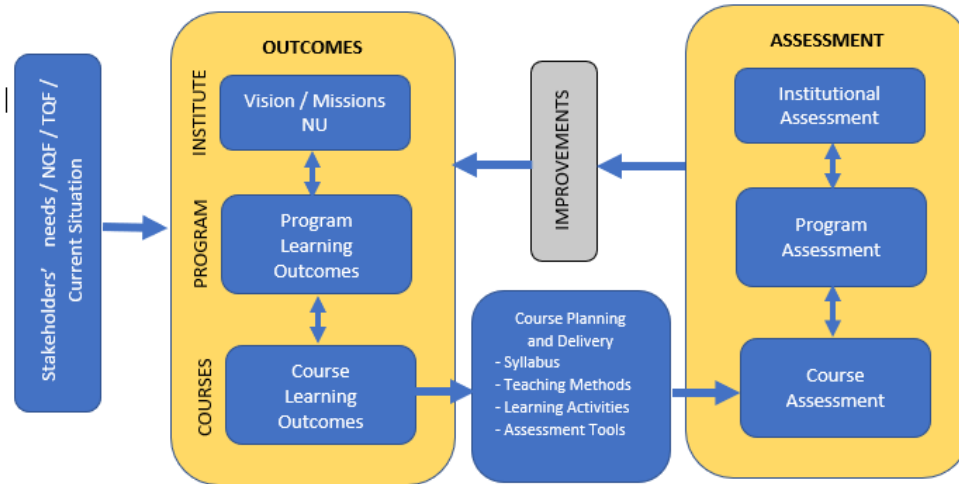 Stakeholders' needs / NQF / TQF /
Current Situation
OUTCOMES
INSTITUTE
Vision / Missions
NU
PROGRAM
Program
Learning
Outcomes
COURSES
Course
Learning
Outcomes
IMPROVEMENTS
Course Planning
and Delivery
- Syllabus
- Teaching Methods
- Learning Activities
- Assessment Tools
ASSESSMENT
Institutional
Assessment
Program
Assessment
Course
Assessment